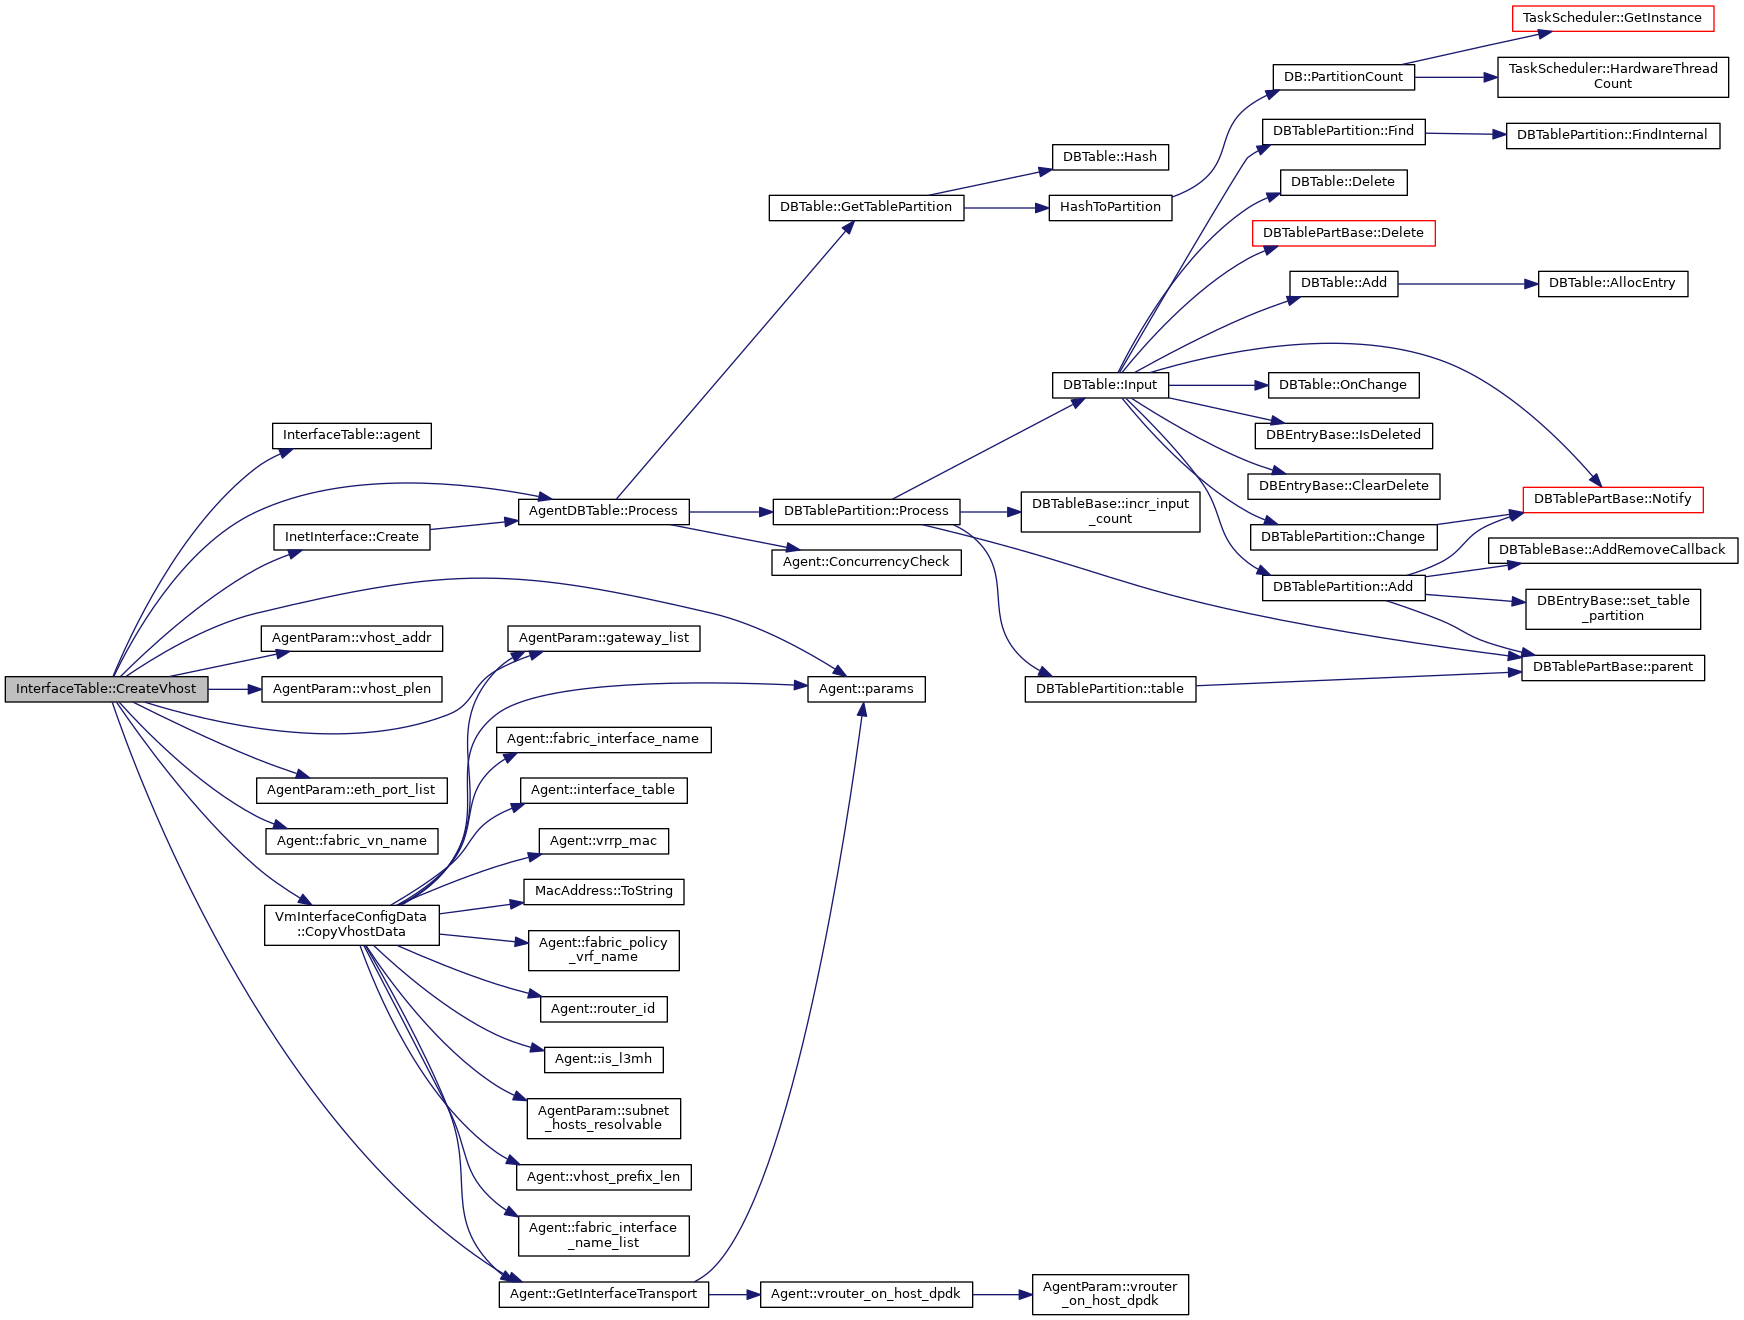 InterfaceTable::CreateVhost
InterfaceTable::agent
InetInterface::Create
AgentParam::vhost_addr
AgentParam::vhost_plen
AgentParam::eth_port_list
Agent::fabric_vn_name
VmInterfaceConfigData
::CopyVhostData
AgentDBTable::Process
AgentParam::gateway_list
Agent::fabric_interface_name
Agent::interface_table
Agent::vrrp_mac
MacAddress::ToString
Agent::fabric_policy
_vrf_name
Agent::router_id
Agent::is_l3mh
AgentParam::subnet
_hosts_resolvable
Agent::vhost_prefix_len
Agent::fabric_interface
_name_list
Agent::GetInterfaceTransport
DBTable::GetTablePartition
DBTablePartition::Process
Agent::ConcurrencyCheck
Agent::params
Agent::vrouter_on_host_dpdk
DBTable::Hash
HashToPartition
DBTable::Input
DBTableBase::incr_input
_count
DBTablePartition::table
AgentParam::vrouter
_on_host_dpdk
DB::PartitionCount
DBTablePartition::Find
DBTable::Delete
DBTablePartBase::Delete
DBTable::Add
DBTable::OnChange
DBEntryBase::IsDeleted
DBEntryBase::ClearDelete
DBTablePartition::Change
DBTablePartition::Add
TaskScheduler::GetInstance
TaskScheduler::HardwareThread
Count
DBTablePartition::FindInternal
DBTable::AllocEntry
DBTablePartBase::Notify
DBTableBase::AddRemoveCallback
DBEntryBase::set_table
_partition
DBTablePartBase::parent